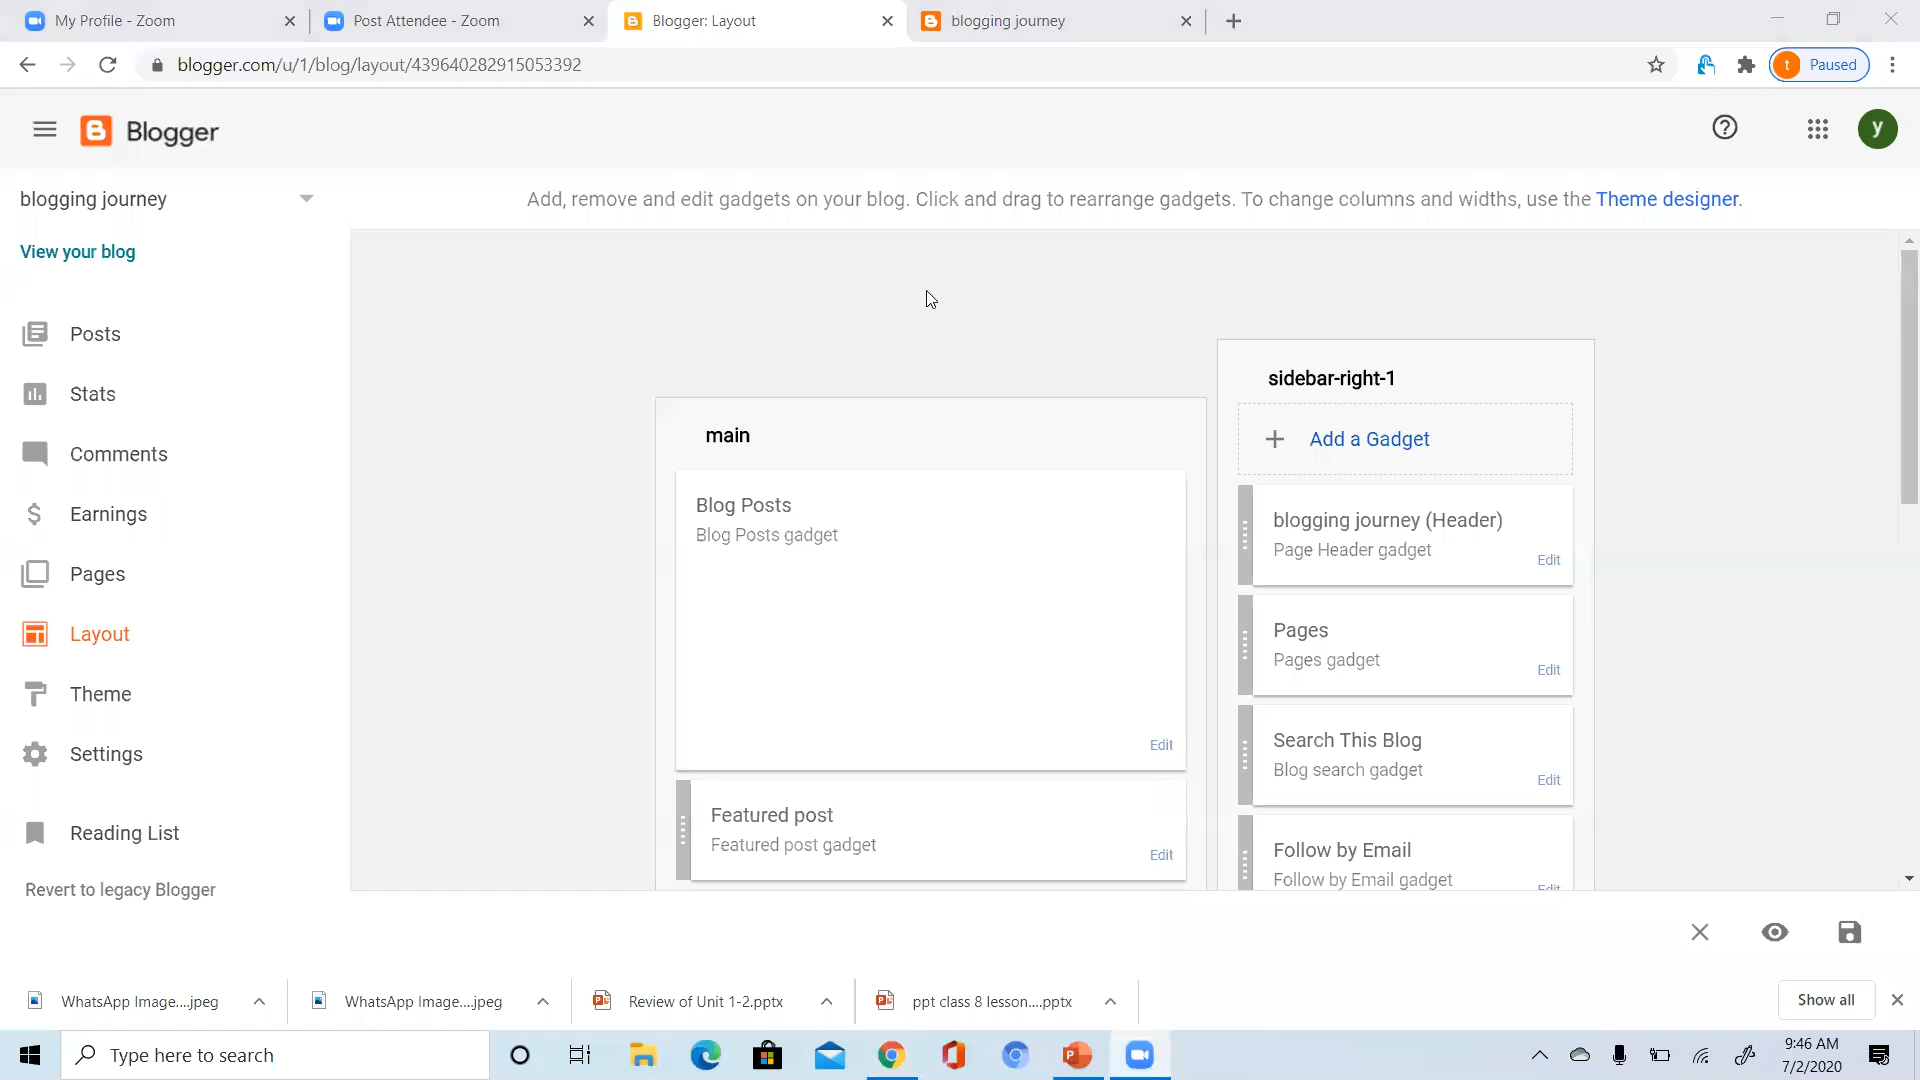 My Profile - Zoom
Post Attendee - Zoom
Blogger: Layout
blogging journey
blogger.com/u/1/blog/layout/439640282915053392
t Paused
Blogger
y
blogging journey
Add, remove and edit gadgets on your blog. Click and drag to rearrange gadgets. To change columns and widths, use the Theme designer.
View your blog
Posts
Stats
Comments
Earnings
Pages
Layout
Theme
Settings
Reading List
Revert to legacy Blogger
main
Blog Posts
Blog Posts gadget
Edit
Featured post
Featured post gadget
Edit
sidebar-right-1
Add a Gadget
blogging journey (Header)
Page Header gadget
Edit
Pages
Pages gadget
Edit
Search This Blog
Blog search gadget
Edit
Follow by Email
Follow by Email gadget
Edit
WhatsApp Image....jpeg
WhatsApp Image....jpeg
Review of Unit 1-2.pptx
ppt class 8 lesson....pptx
Show all
Type here to search
9:46 AM
7/2/2020